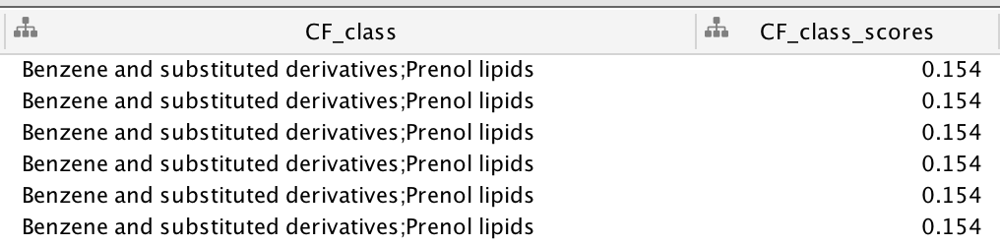 CF_class CF_class_scores
Benzene and substituted derivatives;Prenol lipids 0.154
Benzene and substituted derivatives;Prenol lipids 0.154
Benzene and substituted derivatives;Prenol lipids 0.154
Benzene and substituted derivatives;Prenol lipids 0.154
Benzene and substituted derivatives;Prenol lipids 0.154
Benzene and substituted derivatives;Prenol lipids 0.154